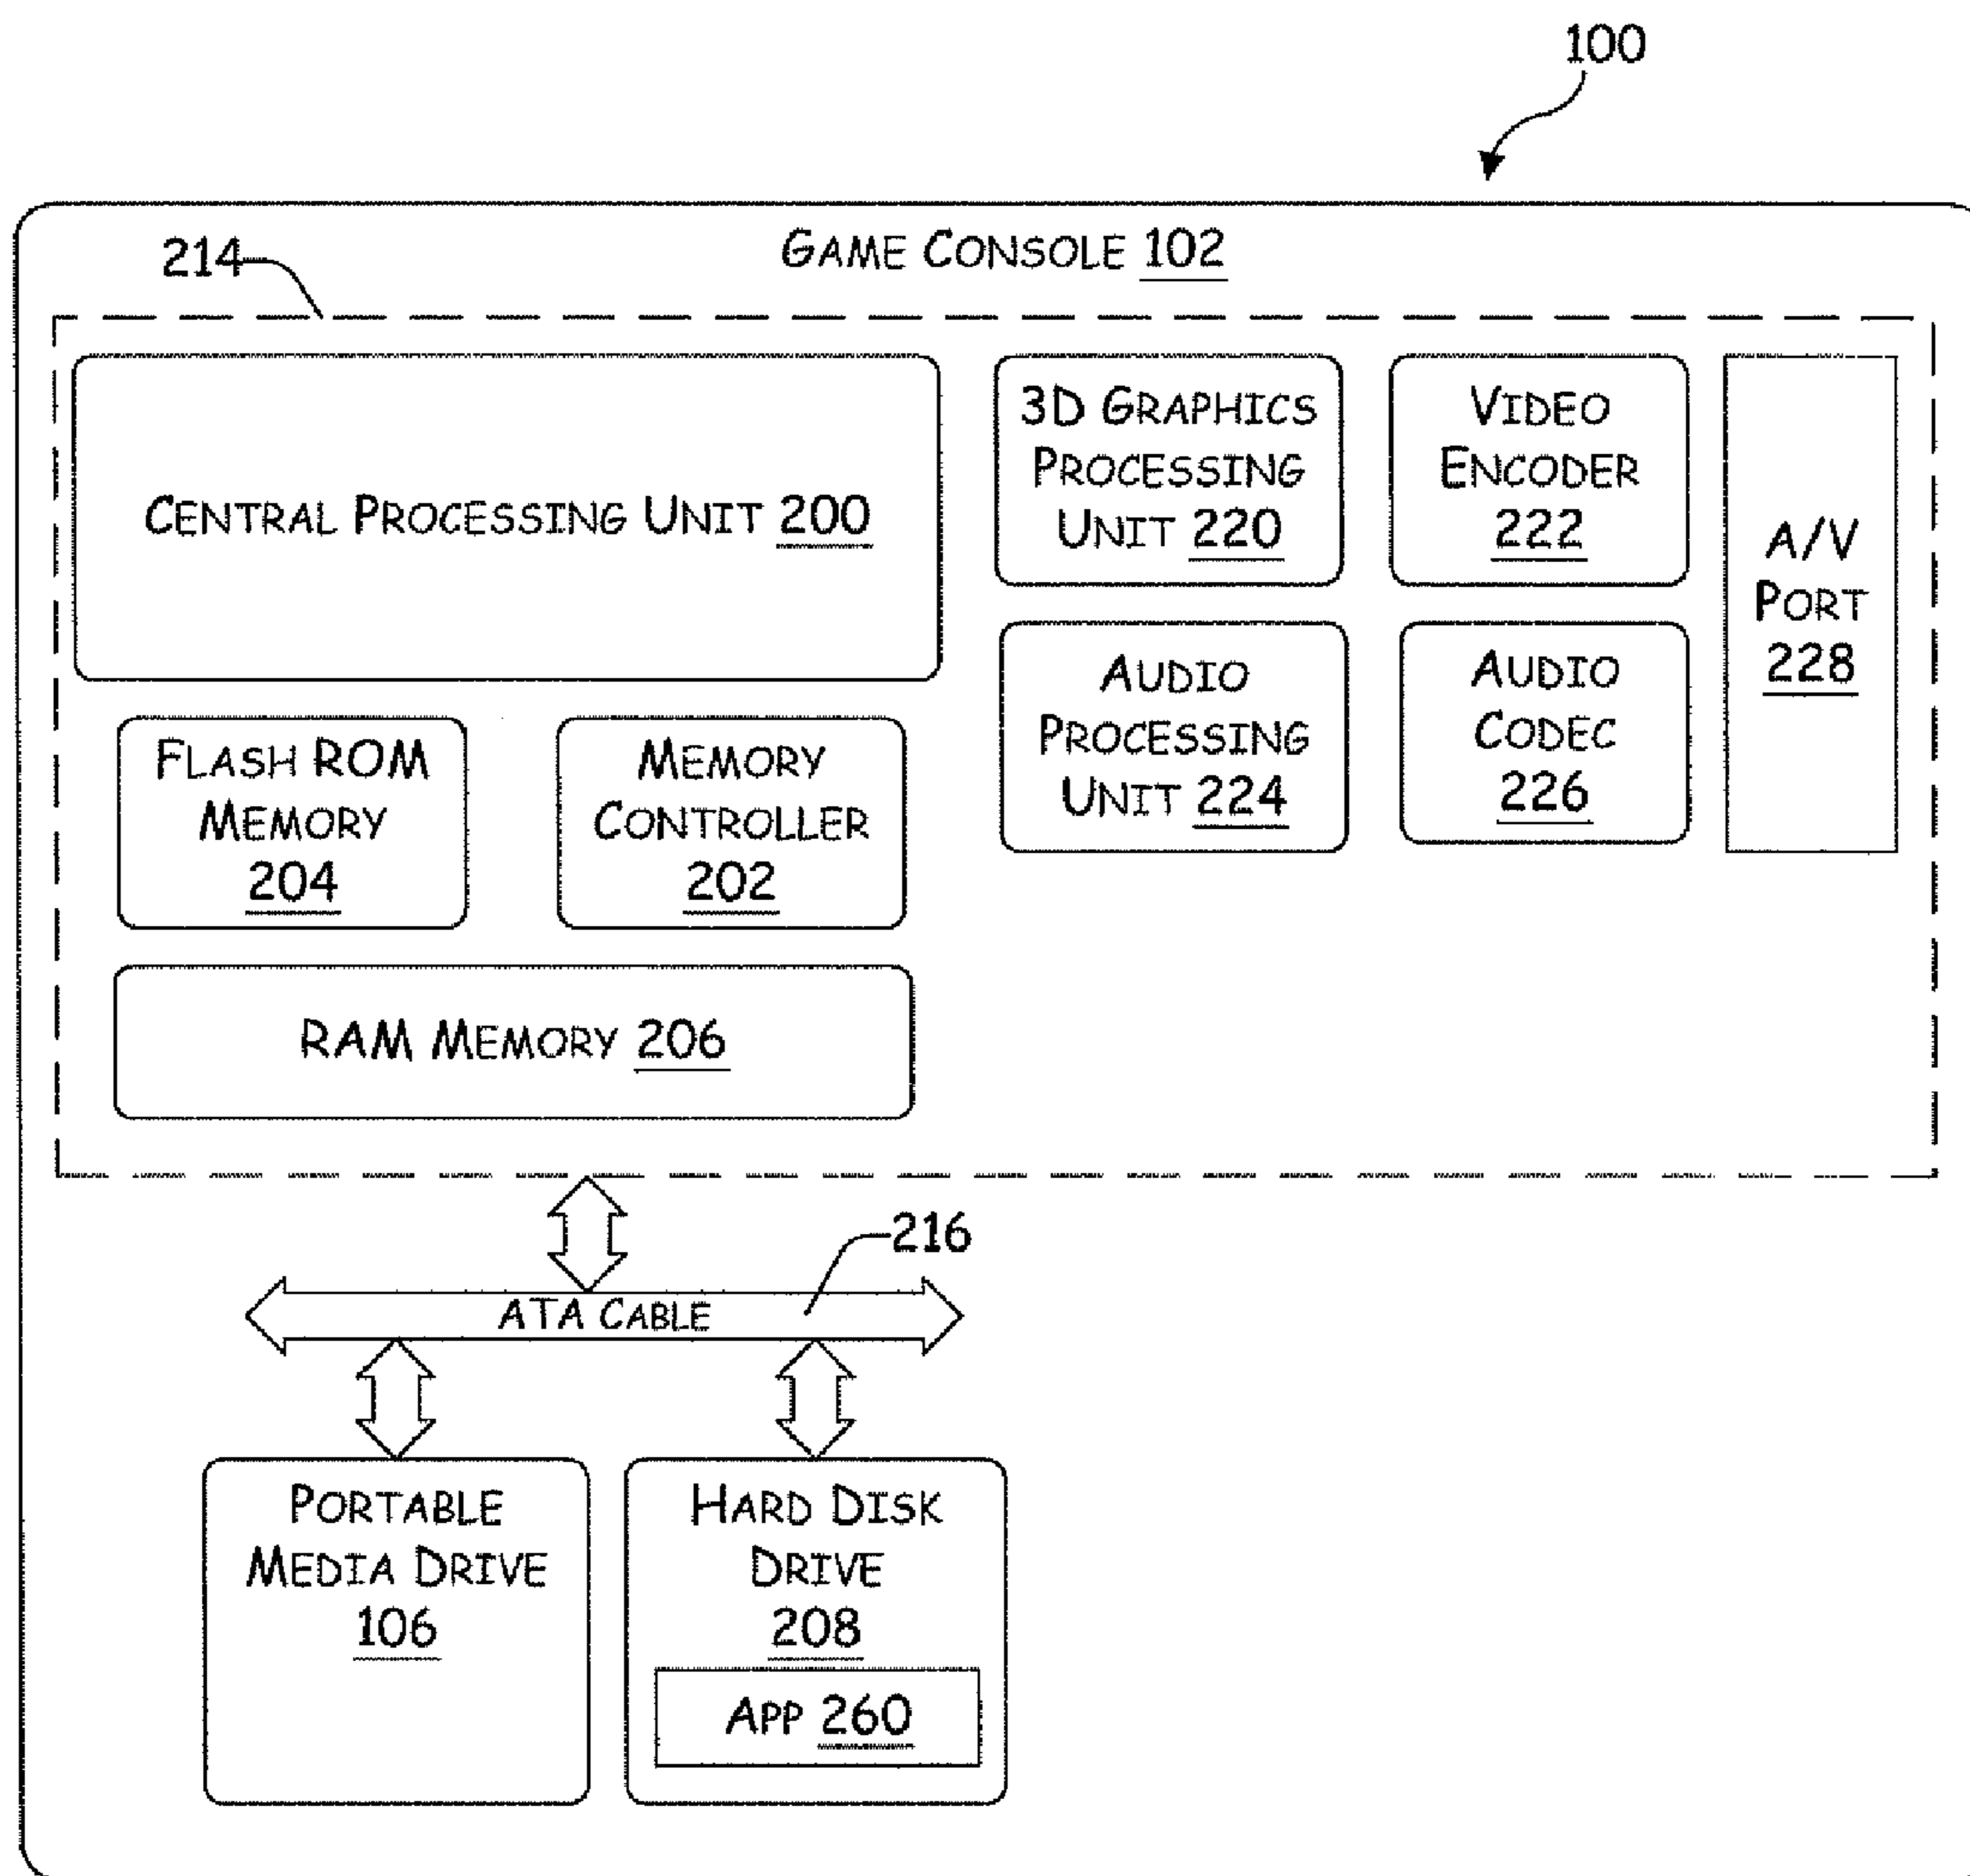 100
GAME CONSOLE 102
214
CENTRAL PROCESSING UNIT 200
3D GRAPHICS
PROCESSING
UNIT 220
VIDEO
ENCODER
222
A/V
PORT
228
AUDIO
PROCESSING
UNIT 224
AUDIO
CODEC
226
FLASH ROM
MEMORY
204
MEMORY
CONTROLLER
202
RAM MEMORY 206
216
ATA CABLE
PORTABLE
MEDIA DRIVE
106
HARD DISK
DRIVE
208
APP 260